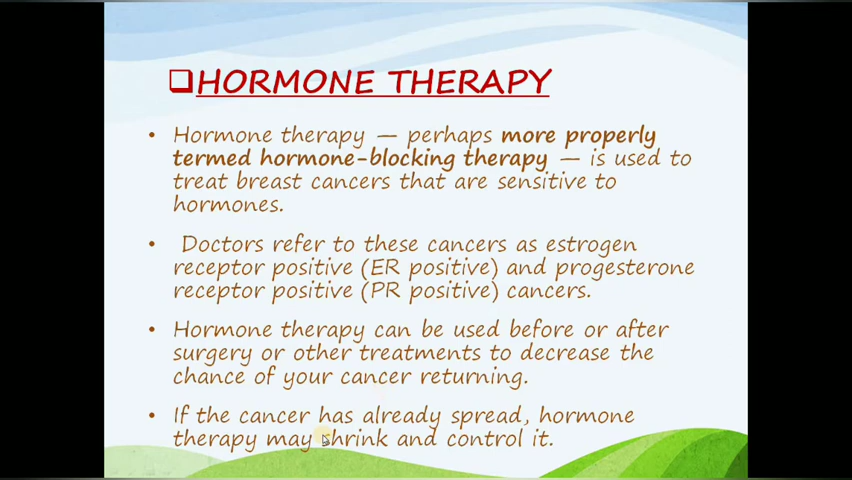 ❑HORMONE THERAPY
• Hormone therapy — perhaps more properly
termed hormone-blocking therapy — is used to
treat breast cancers that are sensitive to
hormones.
• Doctors refer to these cancers as estrogen
receptor positive (ER positive) and progesterone
receptor positive (PR positive) cancers.
• Hormone therapy can be used before or after
surgery or other treatments to decrease the
chance of your cancer returning.
• If the cancer has already spread, hormone
therapy may shrink and control it.